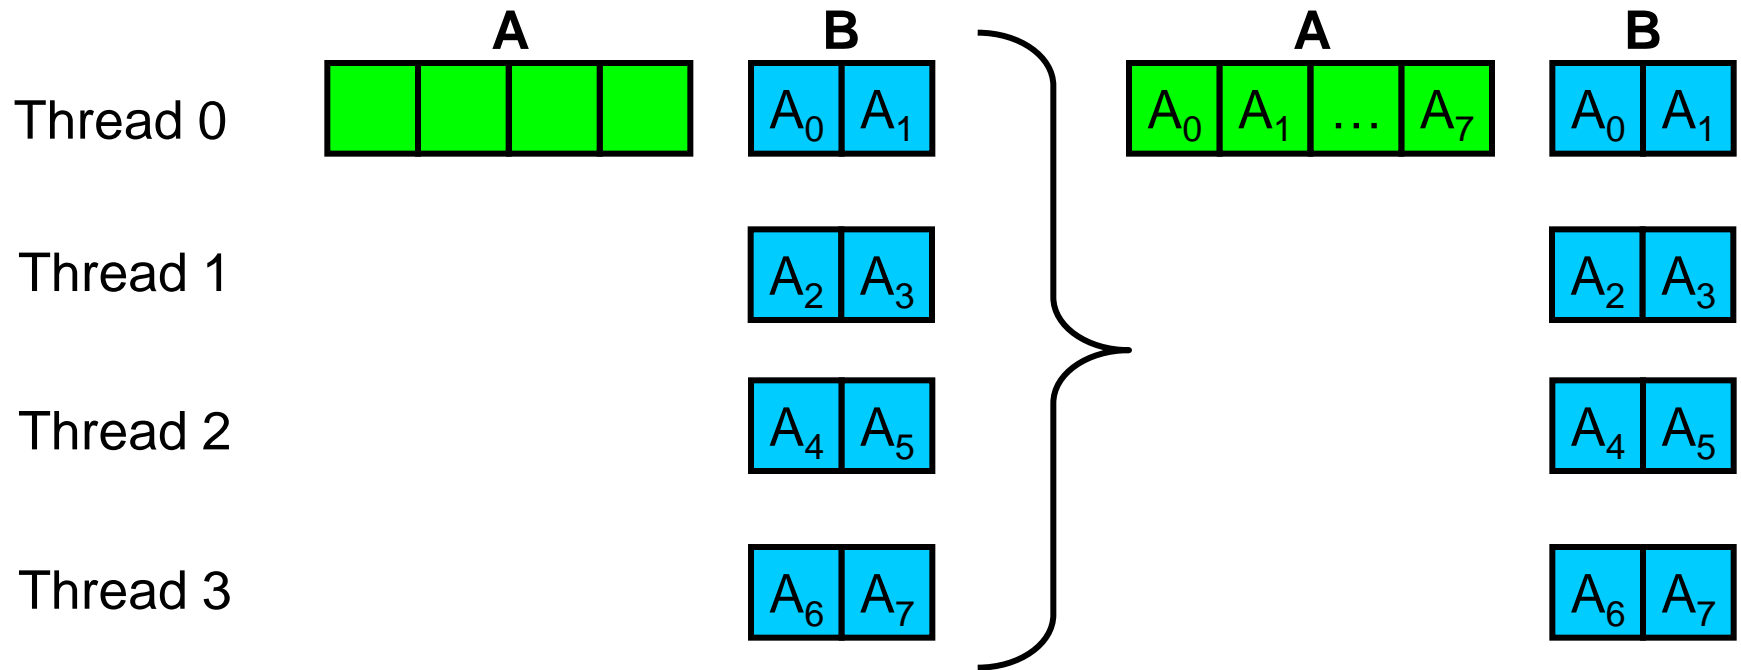 A B A B
Thread 0 A₀ A₁ A₀ A₁ … A₇ A₀ A₁
Thread 1 A₂ A₃ A₂ A₃
Thread 2 A₄ A₅ A₄ A₅
Thread 3 A₆ A₇ A₆ A₇